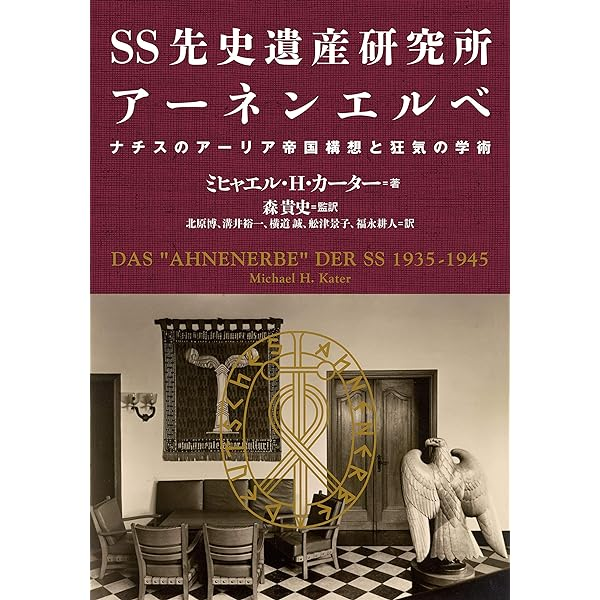 SS先史遺産研究所
アーネンエルベ
ナチスのアーリア帝国構想と狂気の学術
ミヒャエル・H・カーター=著
森貴史=監訳
北原博、溝井裕一、横道誠、舩津景子、福永耕人=訳
DAS "AHNENERBE" DER SS 1935-1945
Michael H. Kater
DEUTSCHES AHNENERBE